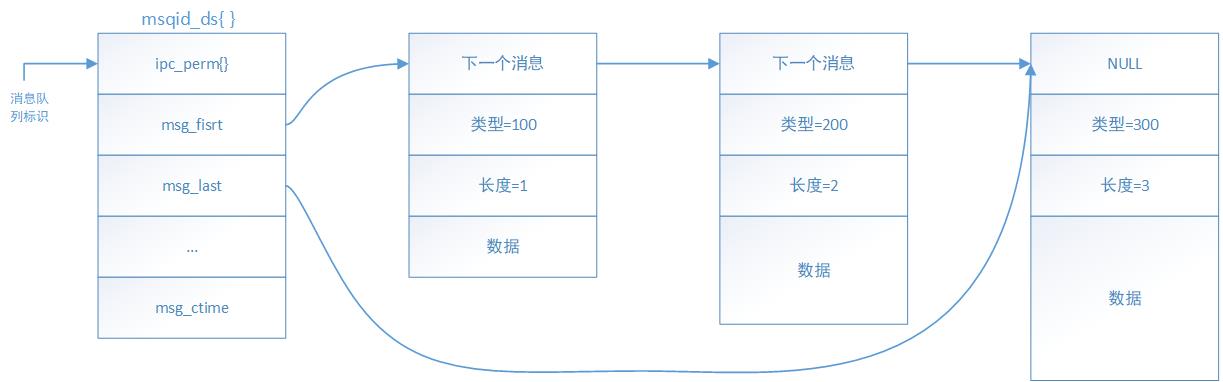 msqid_ds{ }
消息队
列标识
ipc_perm{}
msg_fisrt
msg_last
...
msg_ctime
下一个消息
类型=100
长度=1
数据
下一个消息
类型=200
长度=2
数据
NULL
类型=300
长度=3
数据